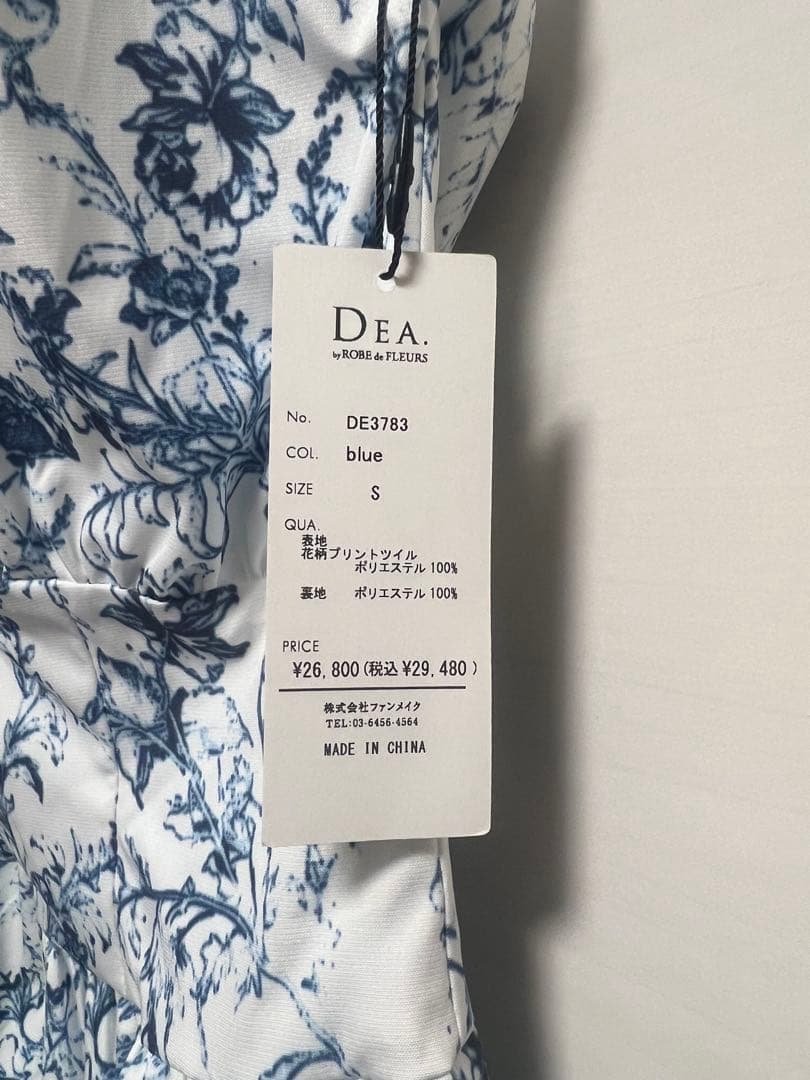 DEA.
by ROBE de FLEURS
No. DE3783
COL. blue
SIZE S
QUA.
表地
花柄プリントツイル
ポリエステル 100%
裏地 ポリエステル 100%
PRICE
¥26,800(税込¥29,480)
株式会社ファンメイク
TEL:03-6456-4564
MADE IN CHINA